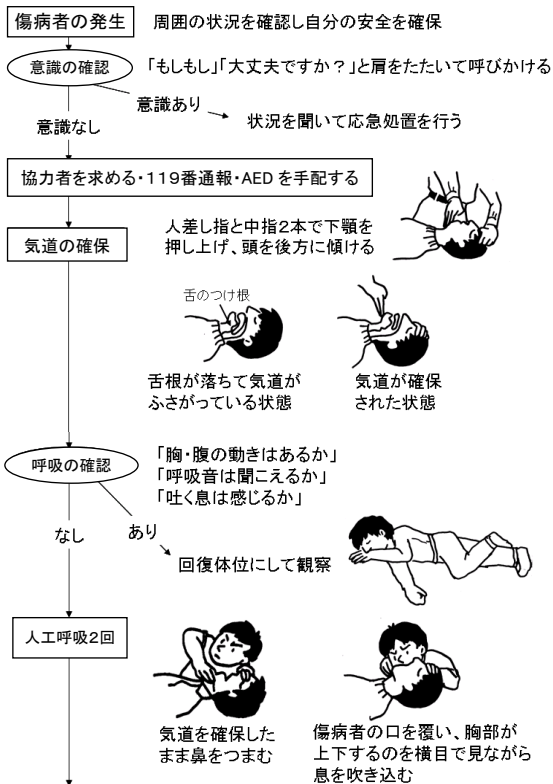 傷病者の発生
周囲の状況を確認し自分の安全を確保
意識の確認
「もしもし」「大丈夫ですか？」と肩をたたいて呼びかける
意識あり
意識なし
状況を聞いて応急処置を行う
協力者を求める・119番通報・AEDを手配する
気道の確保
人差し指と中指2本で下顎を
押し上げ、頭を後方に傾ける
舌のつけ根
舌根が落ちて気道が
ふさがっている状態
気道が確保
された状態
呼吸の確認
「胸・腹の動きはあるか」
「呼吸音は聞こえるか」
「吐く息は感じるか」
なし
あり
回復体位にして観察
人工呼吸2回
気道を確保した
まま鼻をつまむ
傷病者の口を覆い、胸部が
上下するのを横目で見ながら
息を吹き込む